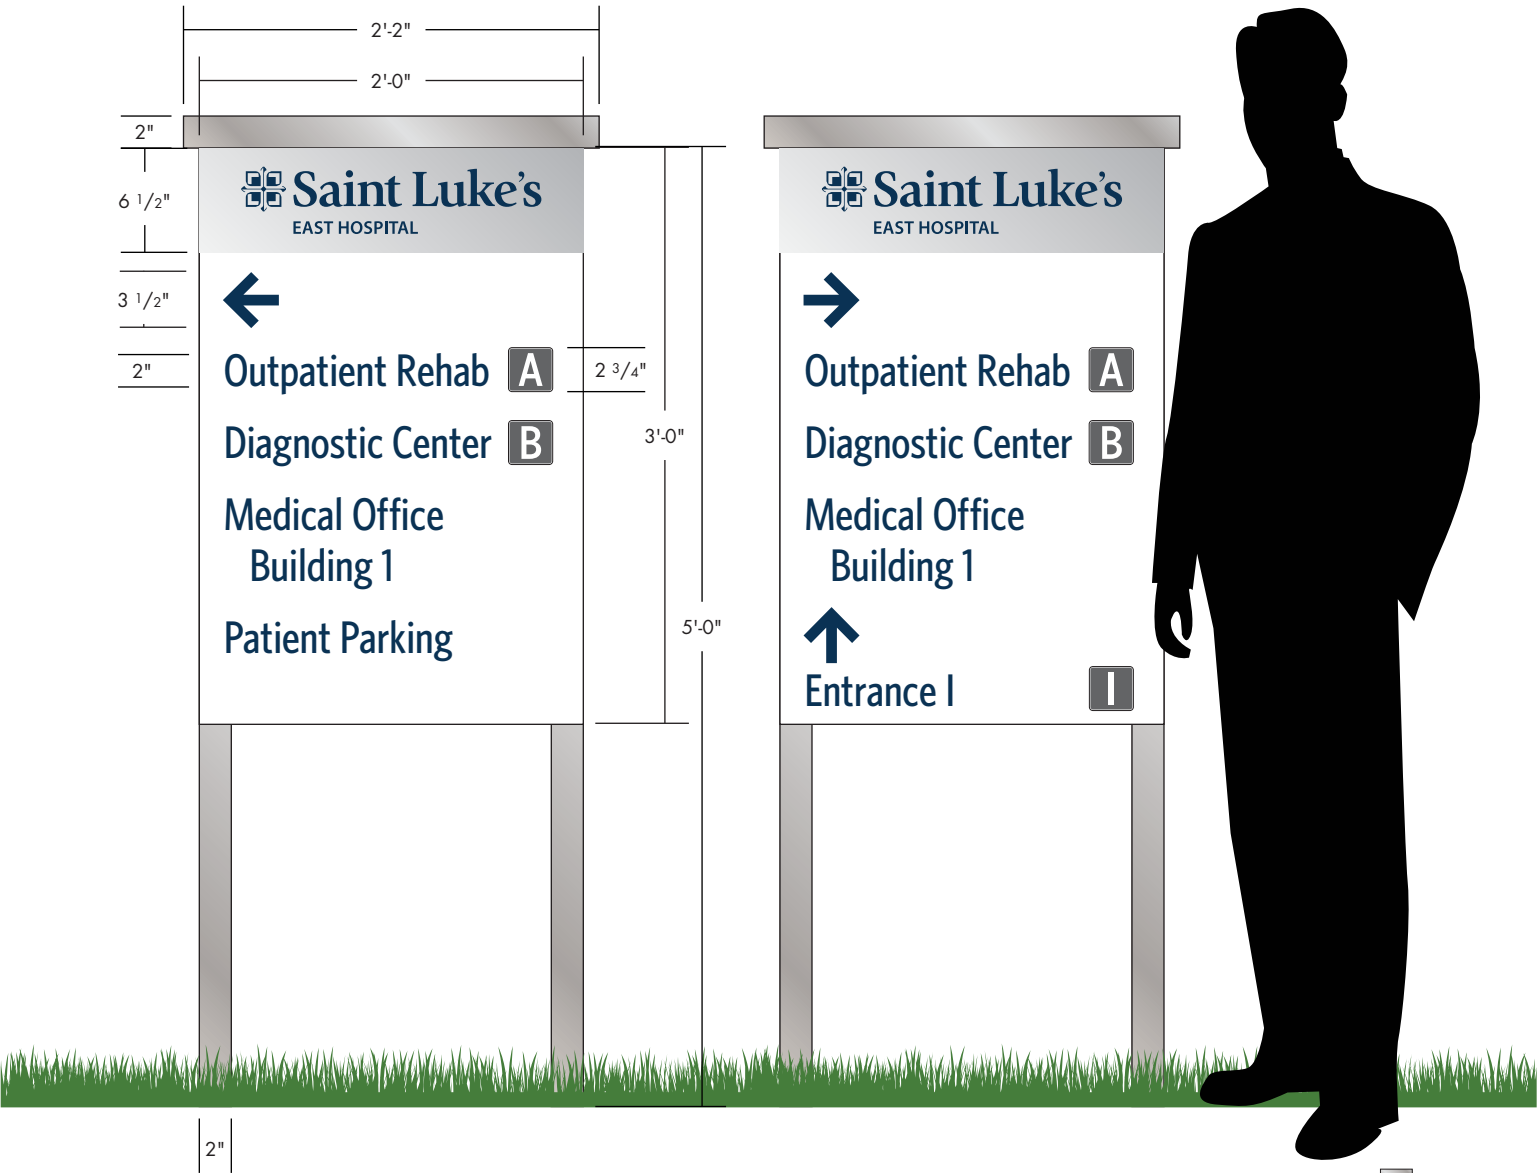 2'-2"
2'-0"
2"
6 1/2"
3 1/2"
2"
Saint Luke's
EAST HOSPITAL
Outpatient Rehab A
Diagnostic Center B
Medical Office
Building 1
Patient Parking
2 3/4"
3'-0"
5'-0"
2"
Saint Luke's
EAST HOSPITAL
Outpatient Rehab A
Diagnostic Center B
Medical Office
Building 1
Entrance I I